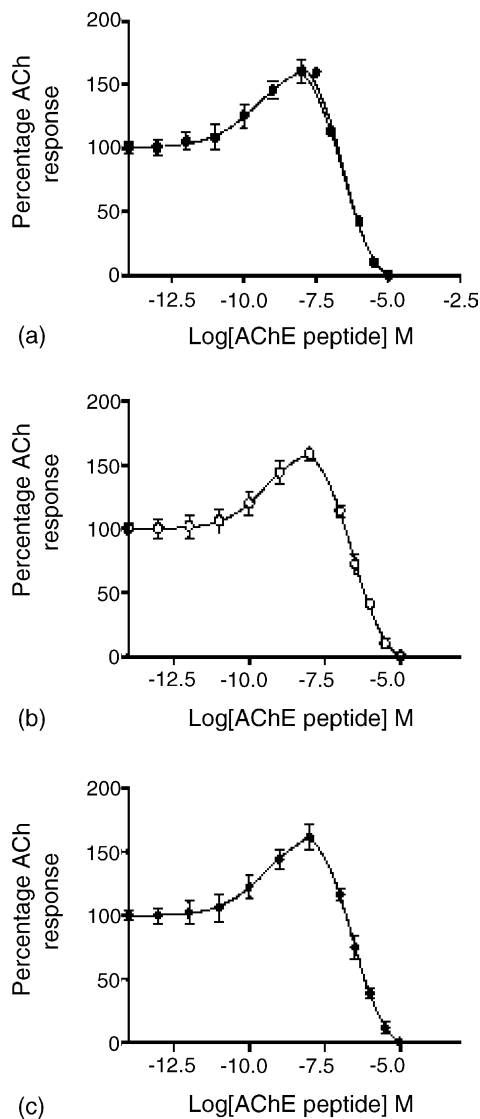 200
150
100
50
0
Percentage ACh
response
-12.5 -10.0 -7.5 -5.0 -2.5
(a)
Log[AChE peptide] M
200
150
100
50
0
Percentage ACh
response
-12.5 -10.0 -7.5 -5.0
(b)
Log[AChE peptide] M
200
150
100
50
0
Percentage ACh
response
-12.5 -10.0 -7.5 -5.0
(c)
Log[AChE peptide] M